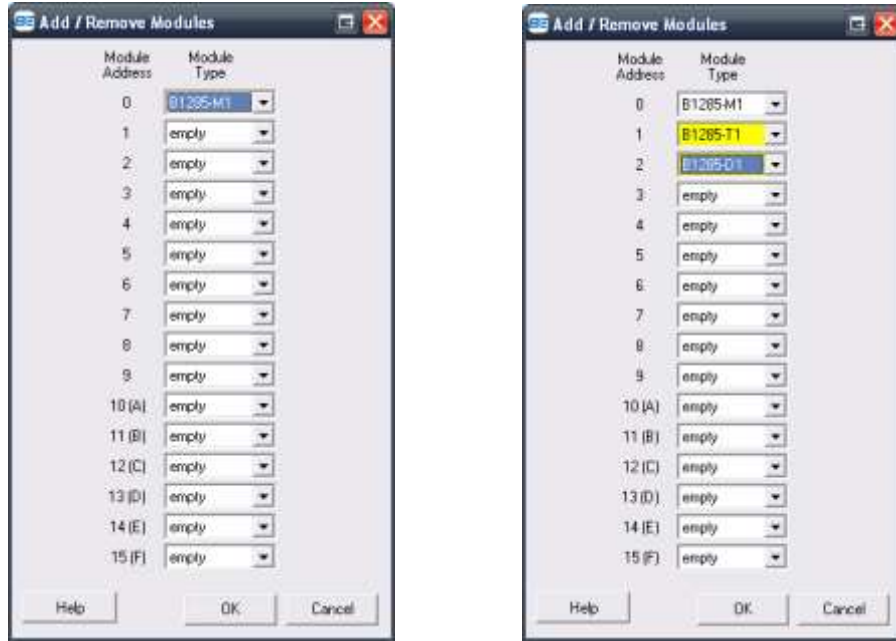 Add / Remove Modules
Module Address Module Type
0 B1285-M1
1 empty
2 empty
3 empty
4 empty
5 empty
6 empty
7 empty
8 empty
9 empty
10 (A) empty
11 (B) empty
12 (C) empty
13 (D) empty
14 (E) empty
15 (F) empty
Help OK Cancel
Add / Remove Modules
Module Address Module Type
0 B1285-M1
1 B1285-T1
2 B1285-D1
3 empty
4 empty
5 empty
6 empty
7 empty
8 empty
9 empty
10 (A) empty
11 (B) empty
12 (C) empty
13 (D) empty
14 (E) empty
15 (F) empty
Help OK Cancel